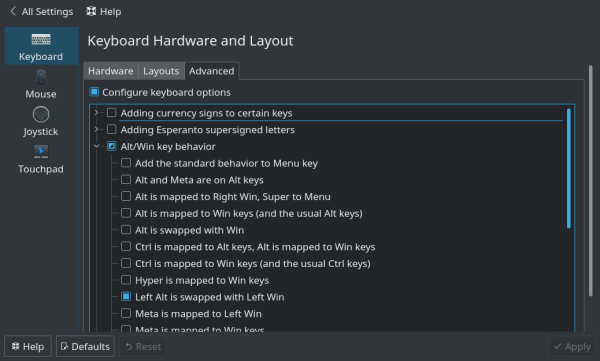 All Settings
Help
Keyboard
Mouse
Joystick
Touchpad
Keyboard Hardware and Layout
Hardware
Layouts
Advanced
Configure keyboard options
Adding currency signs to certain keys
Adding Esperanto supersigned letters
Alt/Win key behavior
Add the standard behavior to Menu key
Alt and Meta are on Alt keys
Alt is mapped to Right Win, Super to Menu
Alt is mapped to Win keys (and the usual Alt keys)
Alt is swapped with Win
Ctrl is mapped to Alt keys, Alt is mapped to Win keys
Ctrl is mapped to Win keys (and the usual Ctrl keys)
Hyper is mapped to Win keys
Left Alt is swapped with Left Win
Meta is mapped to Left Win
Meta is mapped to Win keys
Help
Defaults
Reset
Apply